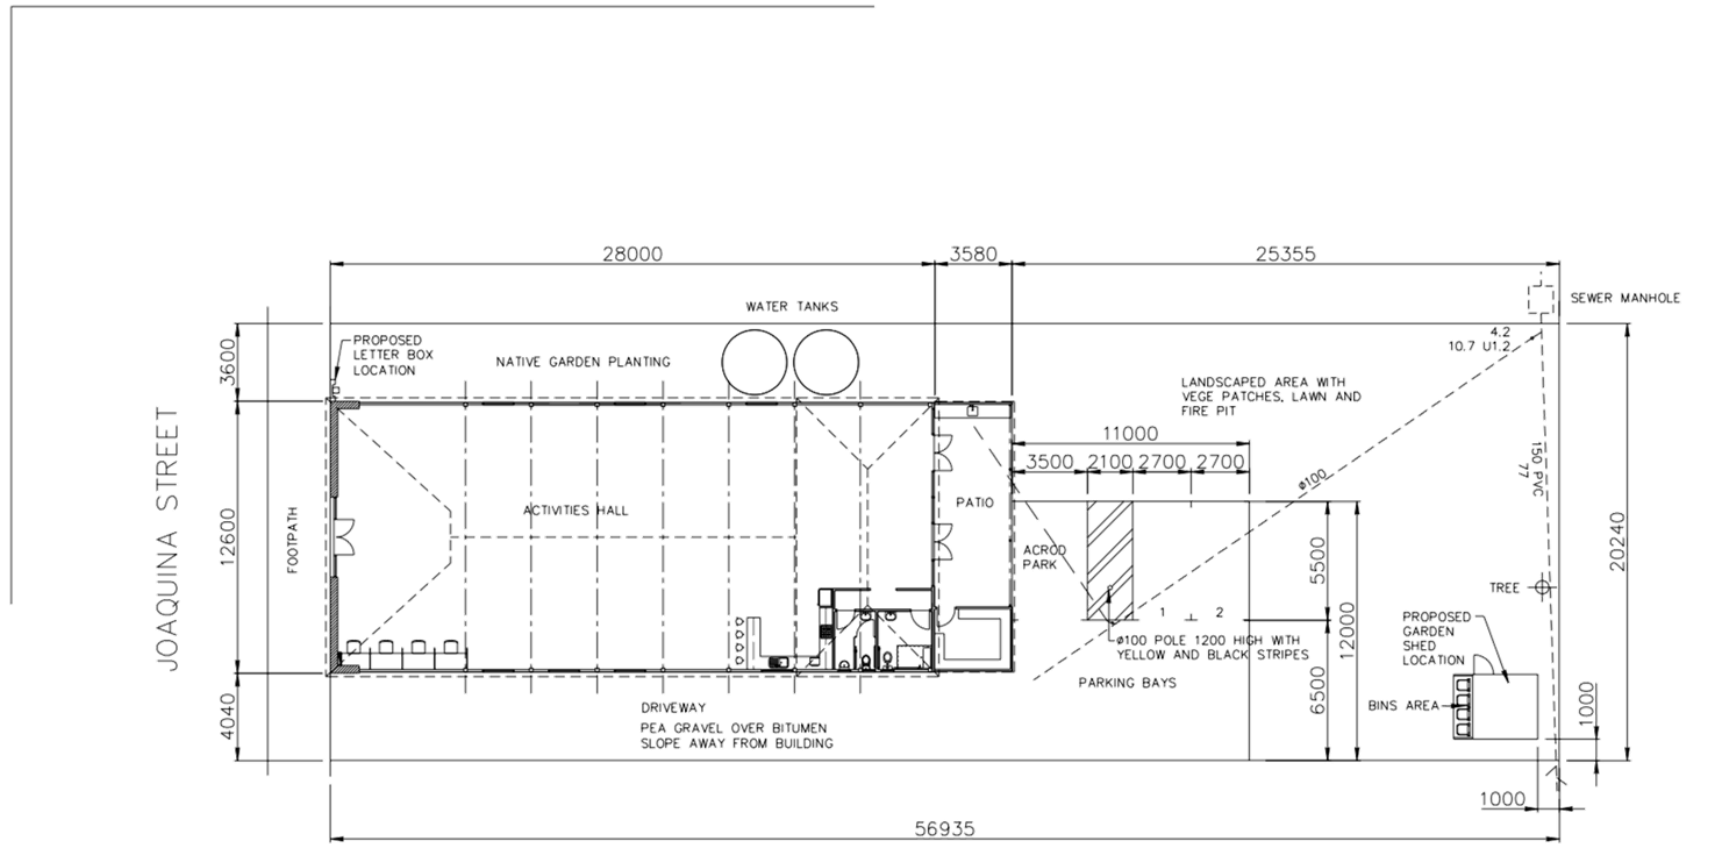 28000
3580
25355
WATER TANKS
SEWER MANHOLE
PROPOSED
LETTER BOX
LOCATION
NATIVE GARDEN PLANTING
4.2
10.7 U1.2
3600
LANDSCAPED AREA WITH
VEGE PATCHES, LAWN AND
FIRE PIT
11000
3500
2100
2700
2700
ø100
150 PVC
77
JOAQUINA STREET
FOOTPATH
12600
ACTIVITIES HALL
PATIO
ACROD
PARK
5500
12000
20240
TREE
1
2
ø100 POLE 1200 HIGH WITH
YELLOW AND BLACK STRIPES
PROPOSED
GARDEN
SHED
LOCATION
PARKING BAYS
6500
BINS AREA
4040
DRIVEWAY
PEA GRAVEL OVER BITUMEN
SLOPE AWAY FROM BUILDING
1000
1000
56935